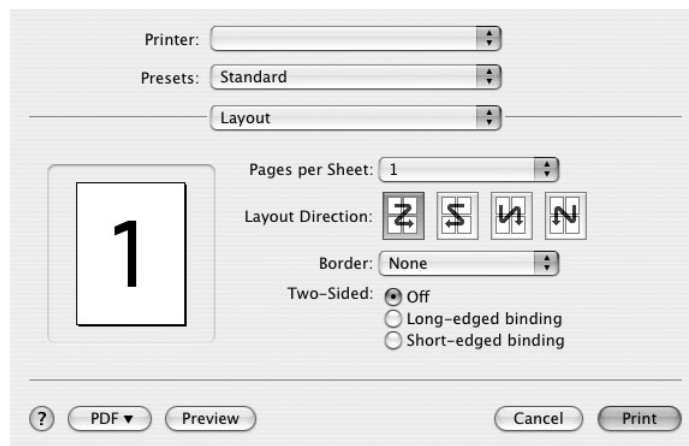 Printer:
Presets: Standard
Layout
Pages per Sheet: 1
1
Layout Direction:
Border: None
Two-Sided: Off
Long-edged binding
Short-edged binding
? PDF▼ Preview Cancel Print